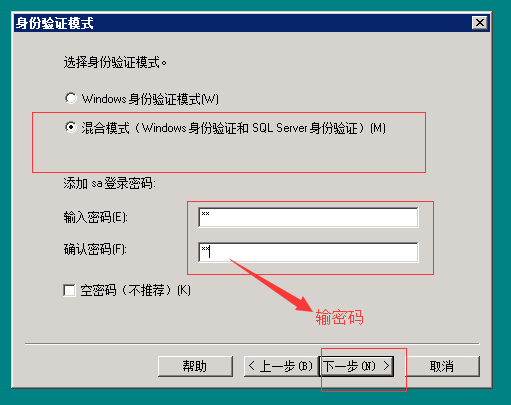 身份验证模式
选择身份验证模式。
Windows 身份验证模式(W)
混合模式（Windows 身份验证和 SQL Server 身份验证）(M)
添加 sa 登录密码:
输入密码(E):
**
确认密码(F):
**
空密码（不推荐）(K)
输密码
帮助
< 上一步(B)
下一步(N) >
取消